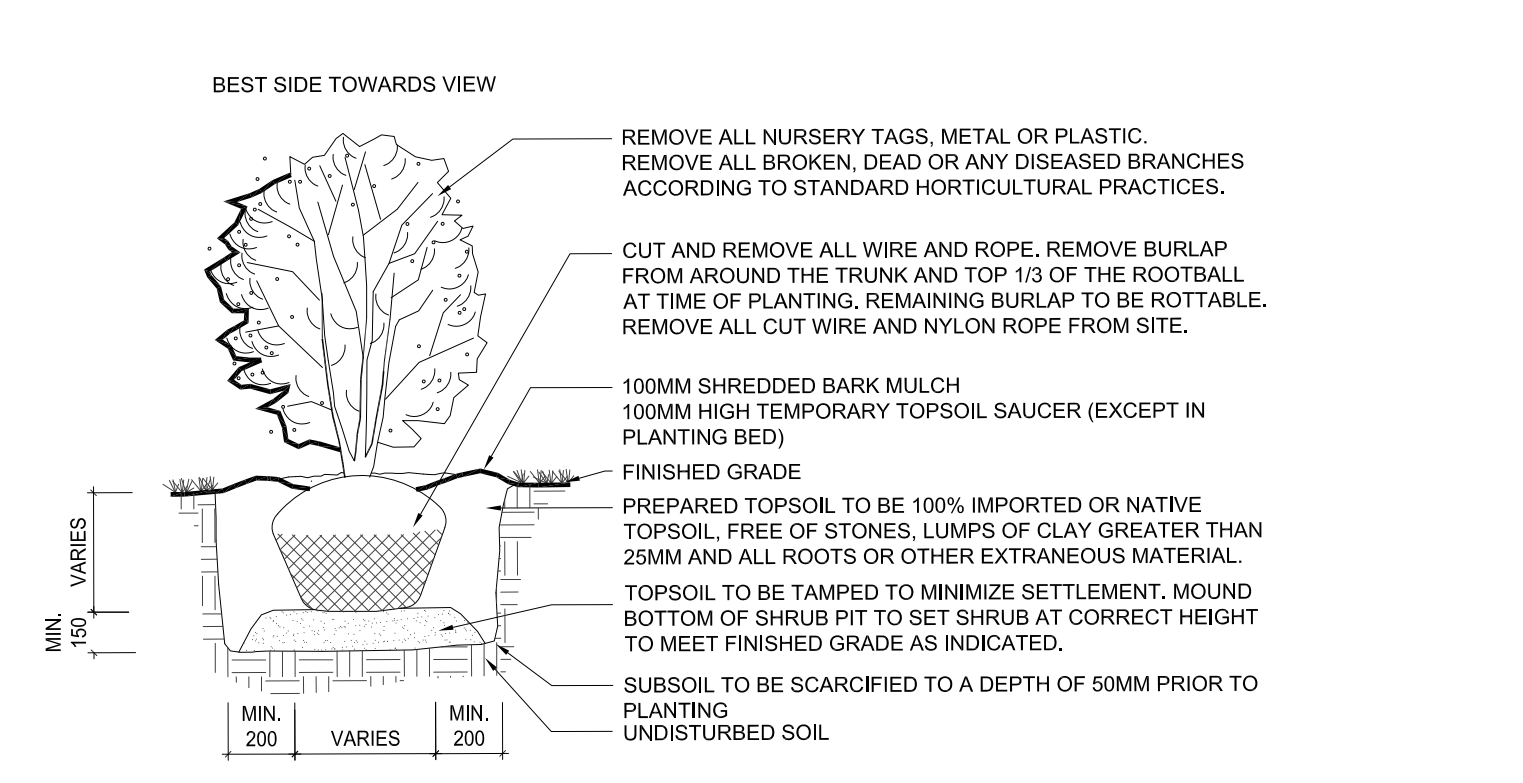 BEST SIDE TOWARDS VIEW
REMOVE ALL NURSERY TAGS, METAL OR PLASTIC.
REMOVE ALL BROKEN, DEAD OR ANY DISEASED BRANCHES
ACCORDING TO STANDARD HORTICULTURAL PRACTICES.
CUT AND REMOVE ALL WIRE AND ROPE. REMOVE BURLAP
FROM AROUND THE TRUNK AND TOP 1/3 OF THE ROOTBALL
AT TIME OF PLANTING. REMAINING BURLAP TO BE ROTTABLE.
REMOVE ALL CUT WIRE AND NYLON ROPE FROM SITE.
100MM SHREDDED BARK MULCH
100MM HIGH TEMPORARY TOPSOIL SAUCER (EXCEPT IN
PLANTING BED)
FINISHED GRADE
PREPARED TOPSOIL TO BE 100% IMPORTED OR NATIVE
TOPSOIL, FREE OF STONES, LUMPS OF CLAY GREATER THAN
25MM AND ALL ROOTS OR OTHER EXTRANEOUS MATERIAL.
TOPSOIL TO BE TAMPED TO MINIMIZE SETTLEMENT. MOUND
BOTTOM OF SHRUB PIT TO SET SHRUB AT CORRECT HEIGHT
TO MEET FINISHED GRADE AS INDICATED.
SUBSOIL TO BE SCARCIFIED TO A DEPTH OF 50MM PRIOR TO
PLANTING
UNDISTURBED SOIL
VARIES
MIN.
150
MIN.
200
VARIES
MIN.
200